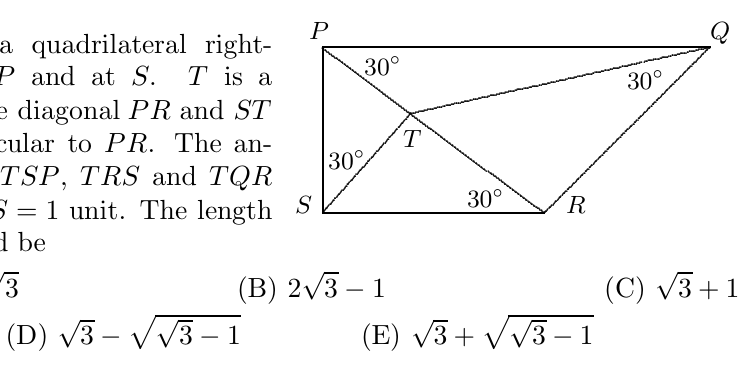 P Q
a quadrilateral right-
P and at S. T is a
e diagonal PR and ST
cular to PR. The an-
TSP, TRS and TQR
S = 1 unit. The length
d be
30°
30°
T
30°
30°
S R
√3 (B) 2√3 − 1 (C) √3 + 1
(D) √3 − √(√3 − 1) (E) √3 + √(√3 − 1)